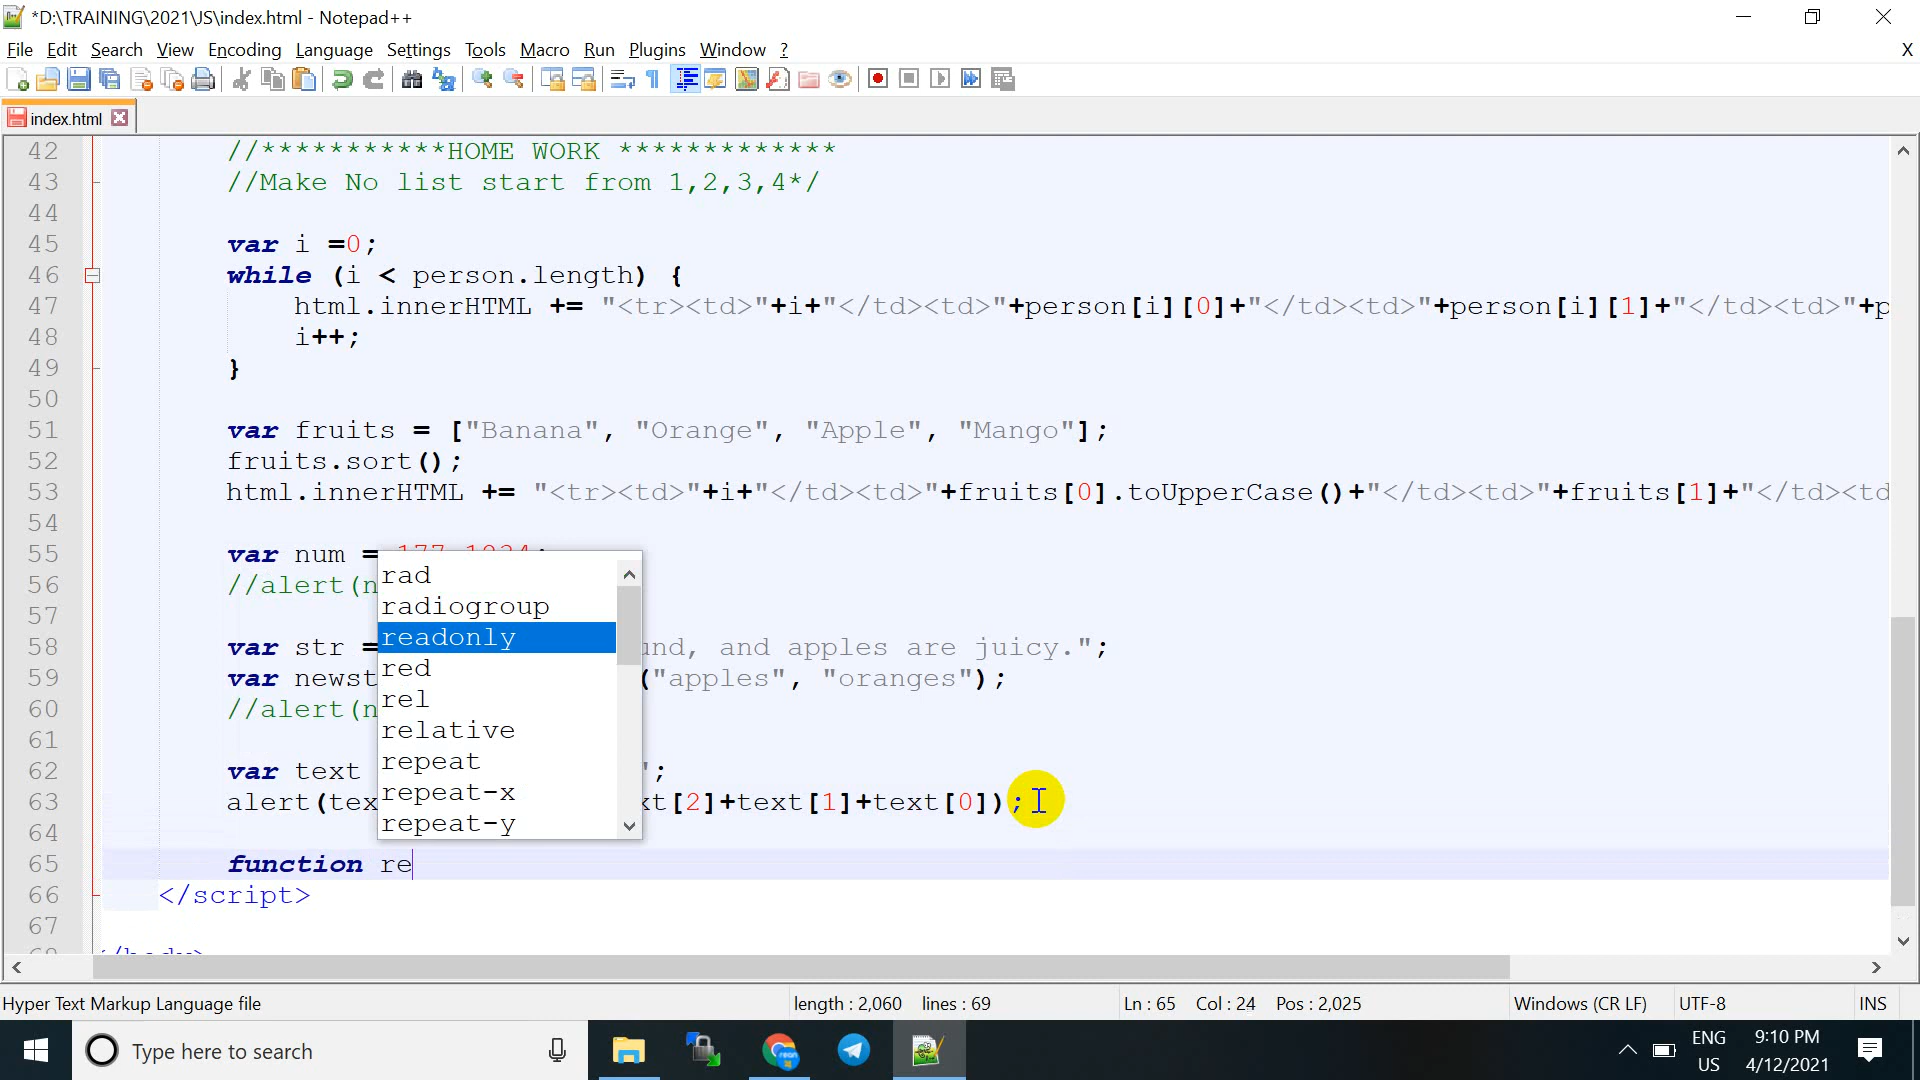 *D:\TRAINING\2021\JS\index.html - Notepad++
File Edit Search View Encoding Language Settings Tools Macro Run Plugins Window ? X
index.html
42 //***********HOME WORK *************
43 //Make No list start from 1,2,3,4*/
44
45 var i =0;
46 while (i < person.length) {
47 html.innerHTML += "<tr><td>"+i+"</td><td>"+person[i][0]+"</td><td>"+person[i][1]+"</td><td>"+p
48 i++;
49 }
50
51 var fruits = ["Banana", "Orange", "Apple", "Mango"];
52 fruits.sort();
53 html.innerHTML += "<tr><td>"+i+"</td><td>"+fruits[0].toUpperCase()+"</td><td>"+fruits[1]+"</td><td
54
55 var num =
56 //alert(n
57
58 var str = und, and apples are juicy.";
59 var newst ("apples", "oranges");
60 //alert(n
61
62 var text ";
63 alert(tex xt[2]+text[1]+text[0]);
64
65 function re
66 </script>
67
rad
radiogroup
readonly
red
rel
relative
repeat
repeat-x
repeat-y
Hyper Text Markup Language file length : 2,060 lines : 69 Ln : 65 Col : 24 Pos : 2,025 Windows (CR LF) UTF-8 INS
Type here to search
ENG
US
9:10 PM
4/12/2021